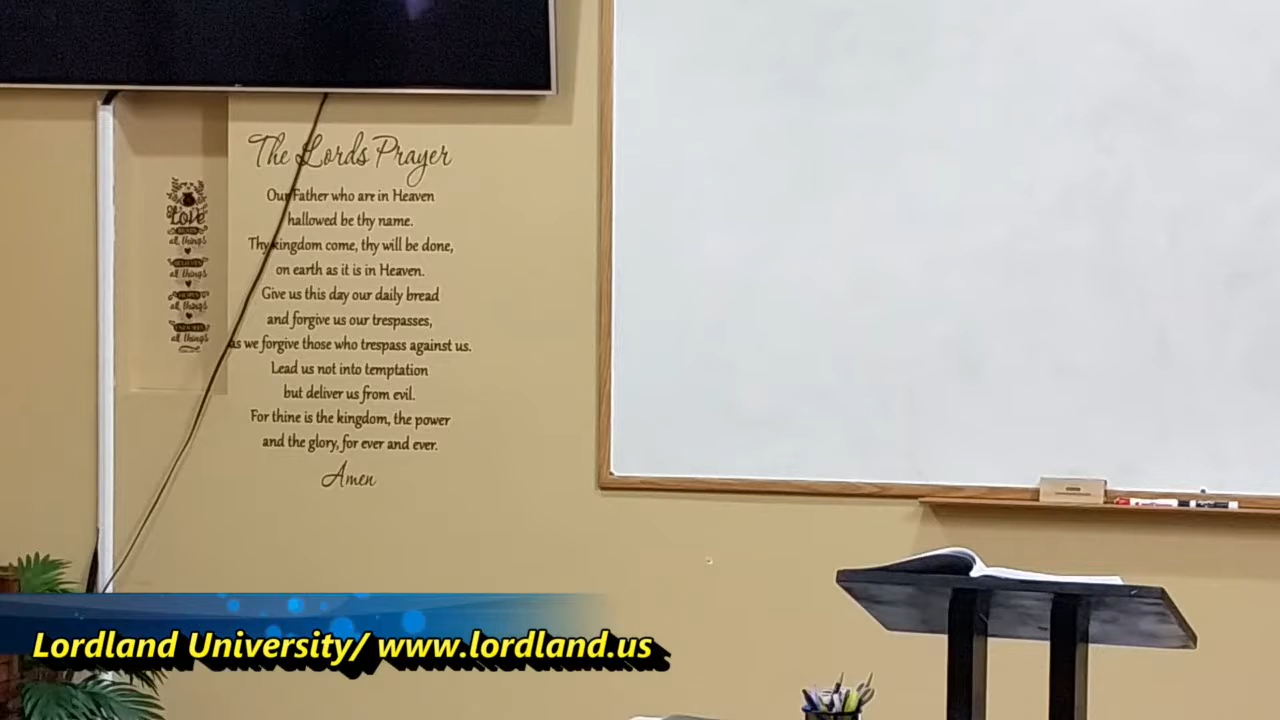 The Lords Prayer
Our Father who are in Heaven
hallowed be thy name.
Thy kingdom come, thy will be done,
on earth as it is in Heaven.
Give us this day our daily bread
and forgive us our trespasses,
as we forgive those who trespass against us.
Lead us not into temptation
but deliver us from evil.
For thine is the kingdom, the power
and the glory, for ever and ever.
Amen
Love
BEARS
all things
BELIEVES
all things
HOPES
all things
ENDURES
all things
Lordland University/ www.lordland.us